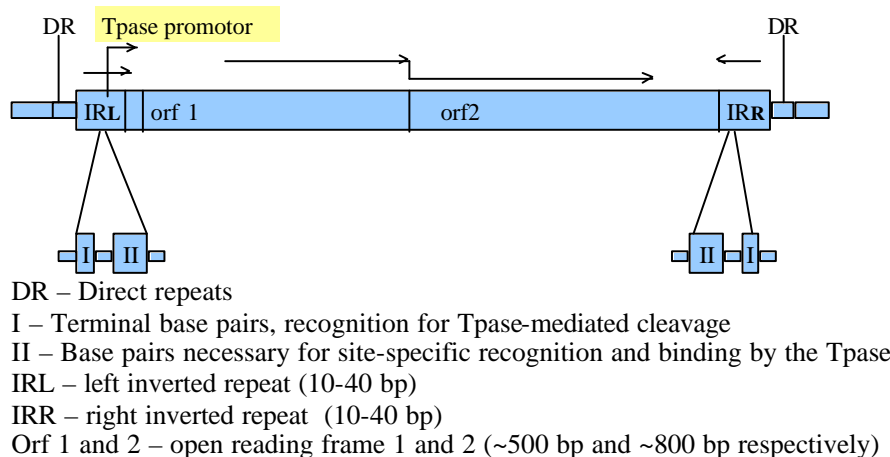 DR Tpase promotor DR
IRL orf 1 orf2 IRR
I II II I
DR – Direct repeats
I – Terminal base pairs, recognition for Tpase-mediated cleavage
II – Base pairs necessary for site-specific recognition and binding by the Tpase
IRL – left inverted repeat (10-40 bp)
IRR – right inverted repeat  (10-40 bp)
Orf 1 and 2 – open reading frame 1 and 2 (~500 bp and ~800 bp respectively)